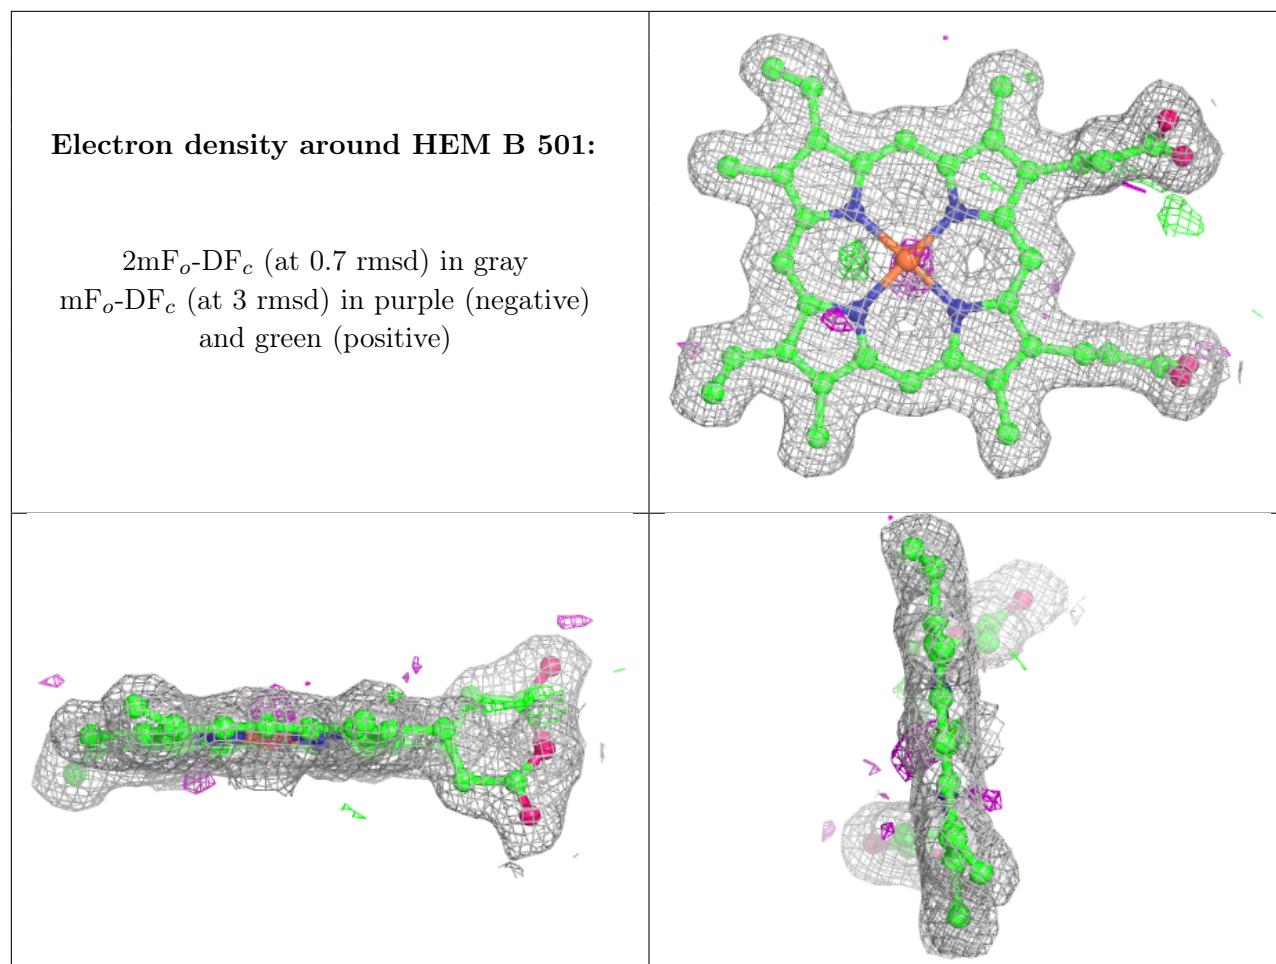 Electron density around HEM B 501:
2mFo-DFc (at 0.7 rmsd) in gray
mFo-DFc (at 3 rmsd) in purple (negative)
and green (positive)